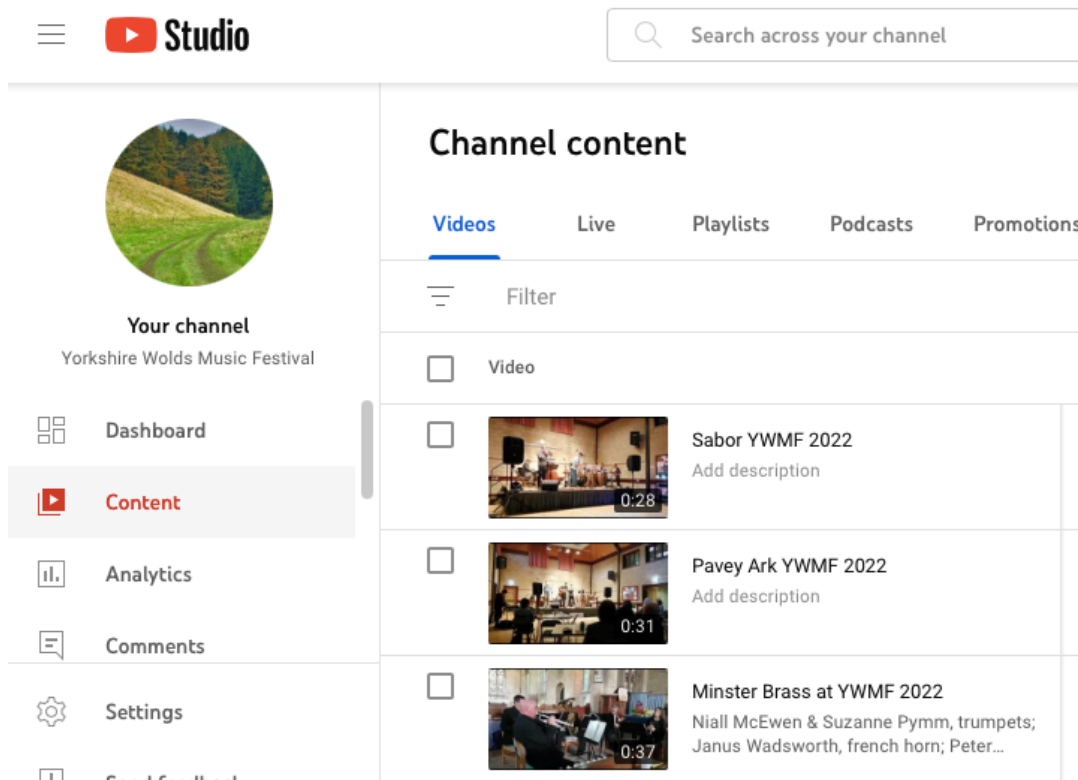 Studio
Search across your channel
Your channel
Yorkshire Wolds Music Festival
Dashboard
Content
Analytics
Comments
Settings
Send feedback
Channel content
Videos Live Playlists Podcasts Promotions
Filter
Video
0:28
Sabor YWMF 2022
Add description
0:31
Pavey Ark YWMF 2022
Add description
0:37
Minster Brass at YWMF 2022
Niall McEwen & Suzanne Pymm, trumpets;
Janus Wadsworth, french horn; Peter...